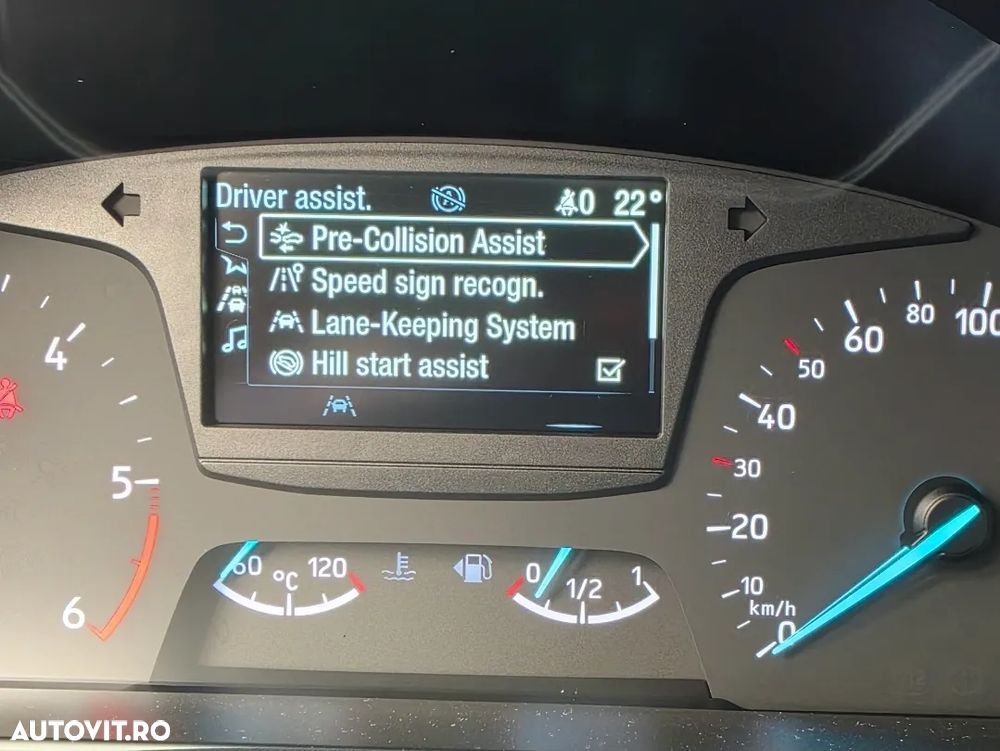 Driver assist.
0 22°
Pre-Collision Assist
Speed sign recogn.
Lane-Keeping System
Hill start assist
4
5
6
60 °C 120
0 1/2 1
0
10
20
30
40
50
60
80
100
km/h
AUTOVIT.RO